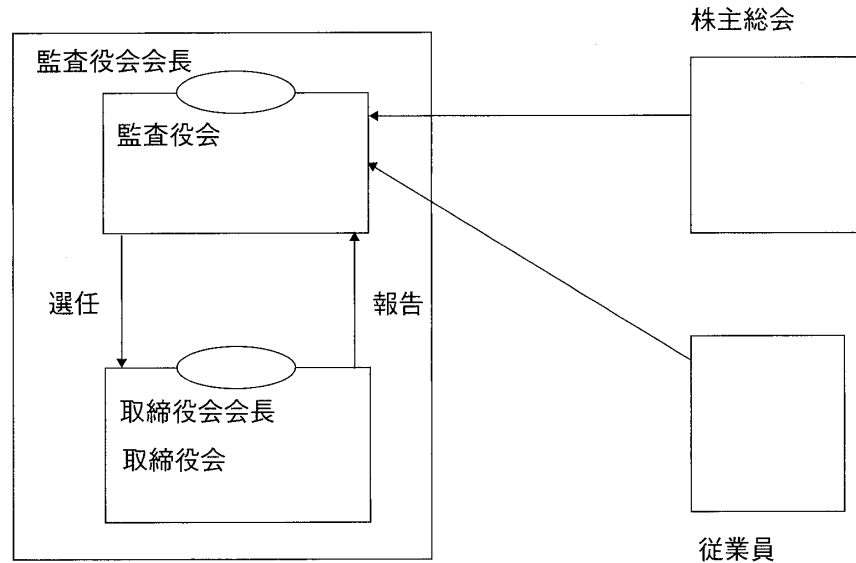 株主総会
監査役会会長
監査役会
選任
報告
取締役会会長
取締役会
従業員